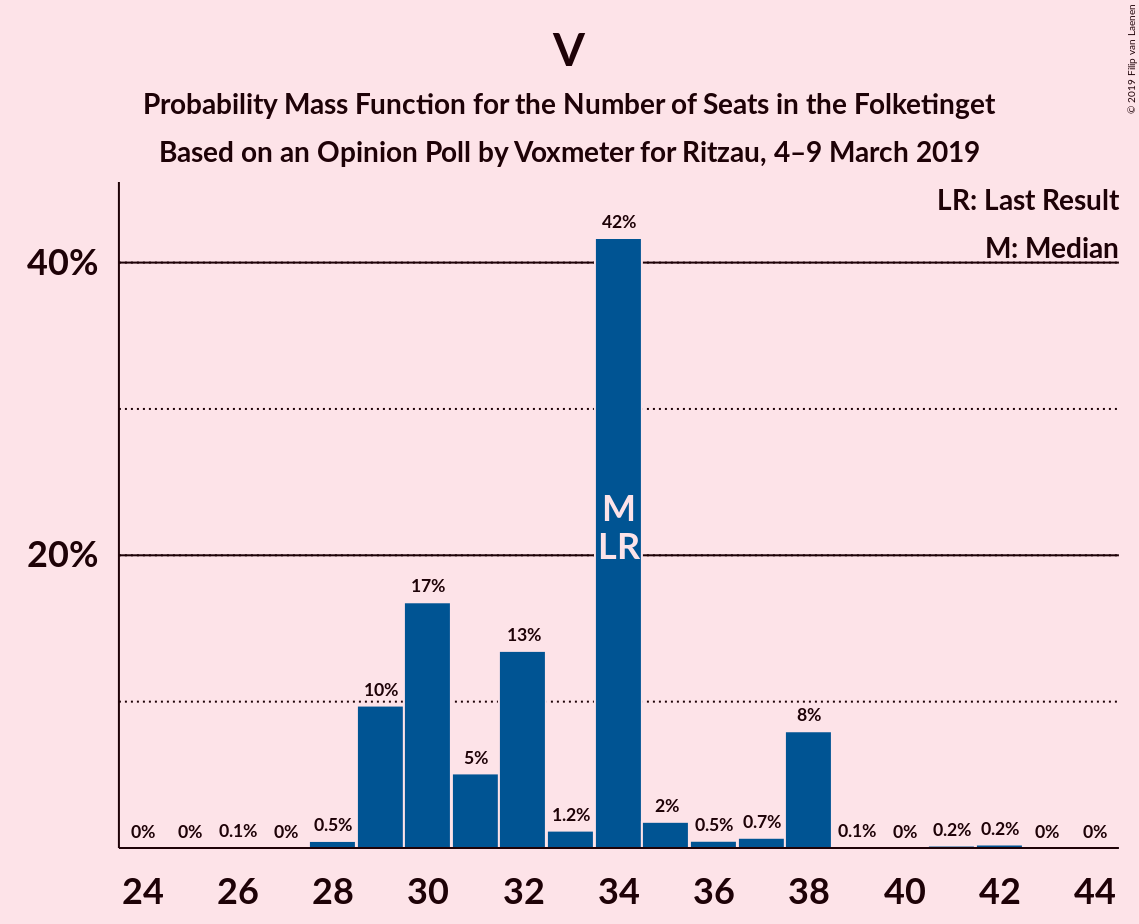 V
Probability Mass Function for the Number of Seats in the Folketinget
Based on an Opinion Poll by Voxmeter for Ritzau, 4–9 March 2019
© 2019 Filip van Laenen
LR: Last Result
M: Median
40%
20%
0% 0% 0.1% 0% 0.5% 10% 17% 5% 13% 1.2% 42% 2% 0.5% 0.7% 8% 0.1% 0% 0.2% 0.2% 0% 0%
M
LR
24 26 28 30 32 34 36 38 40 42 44